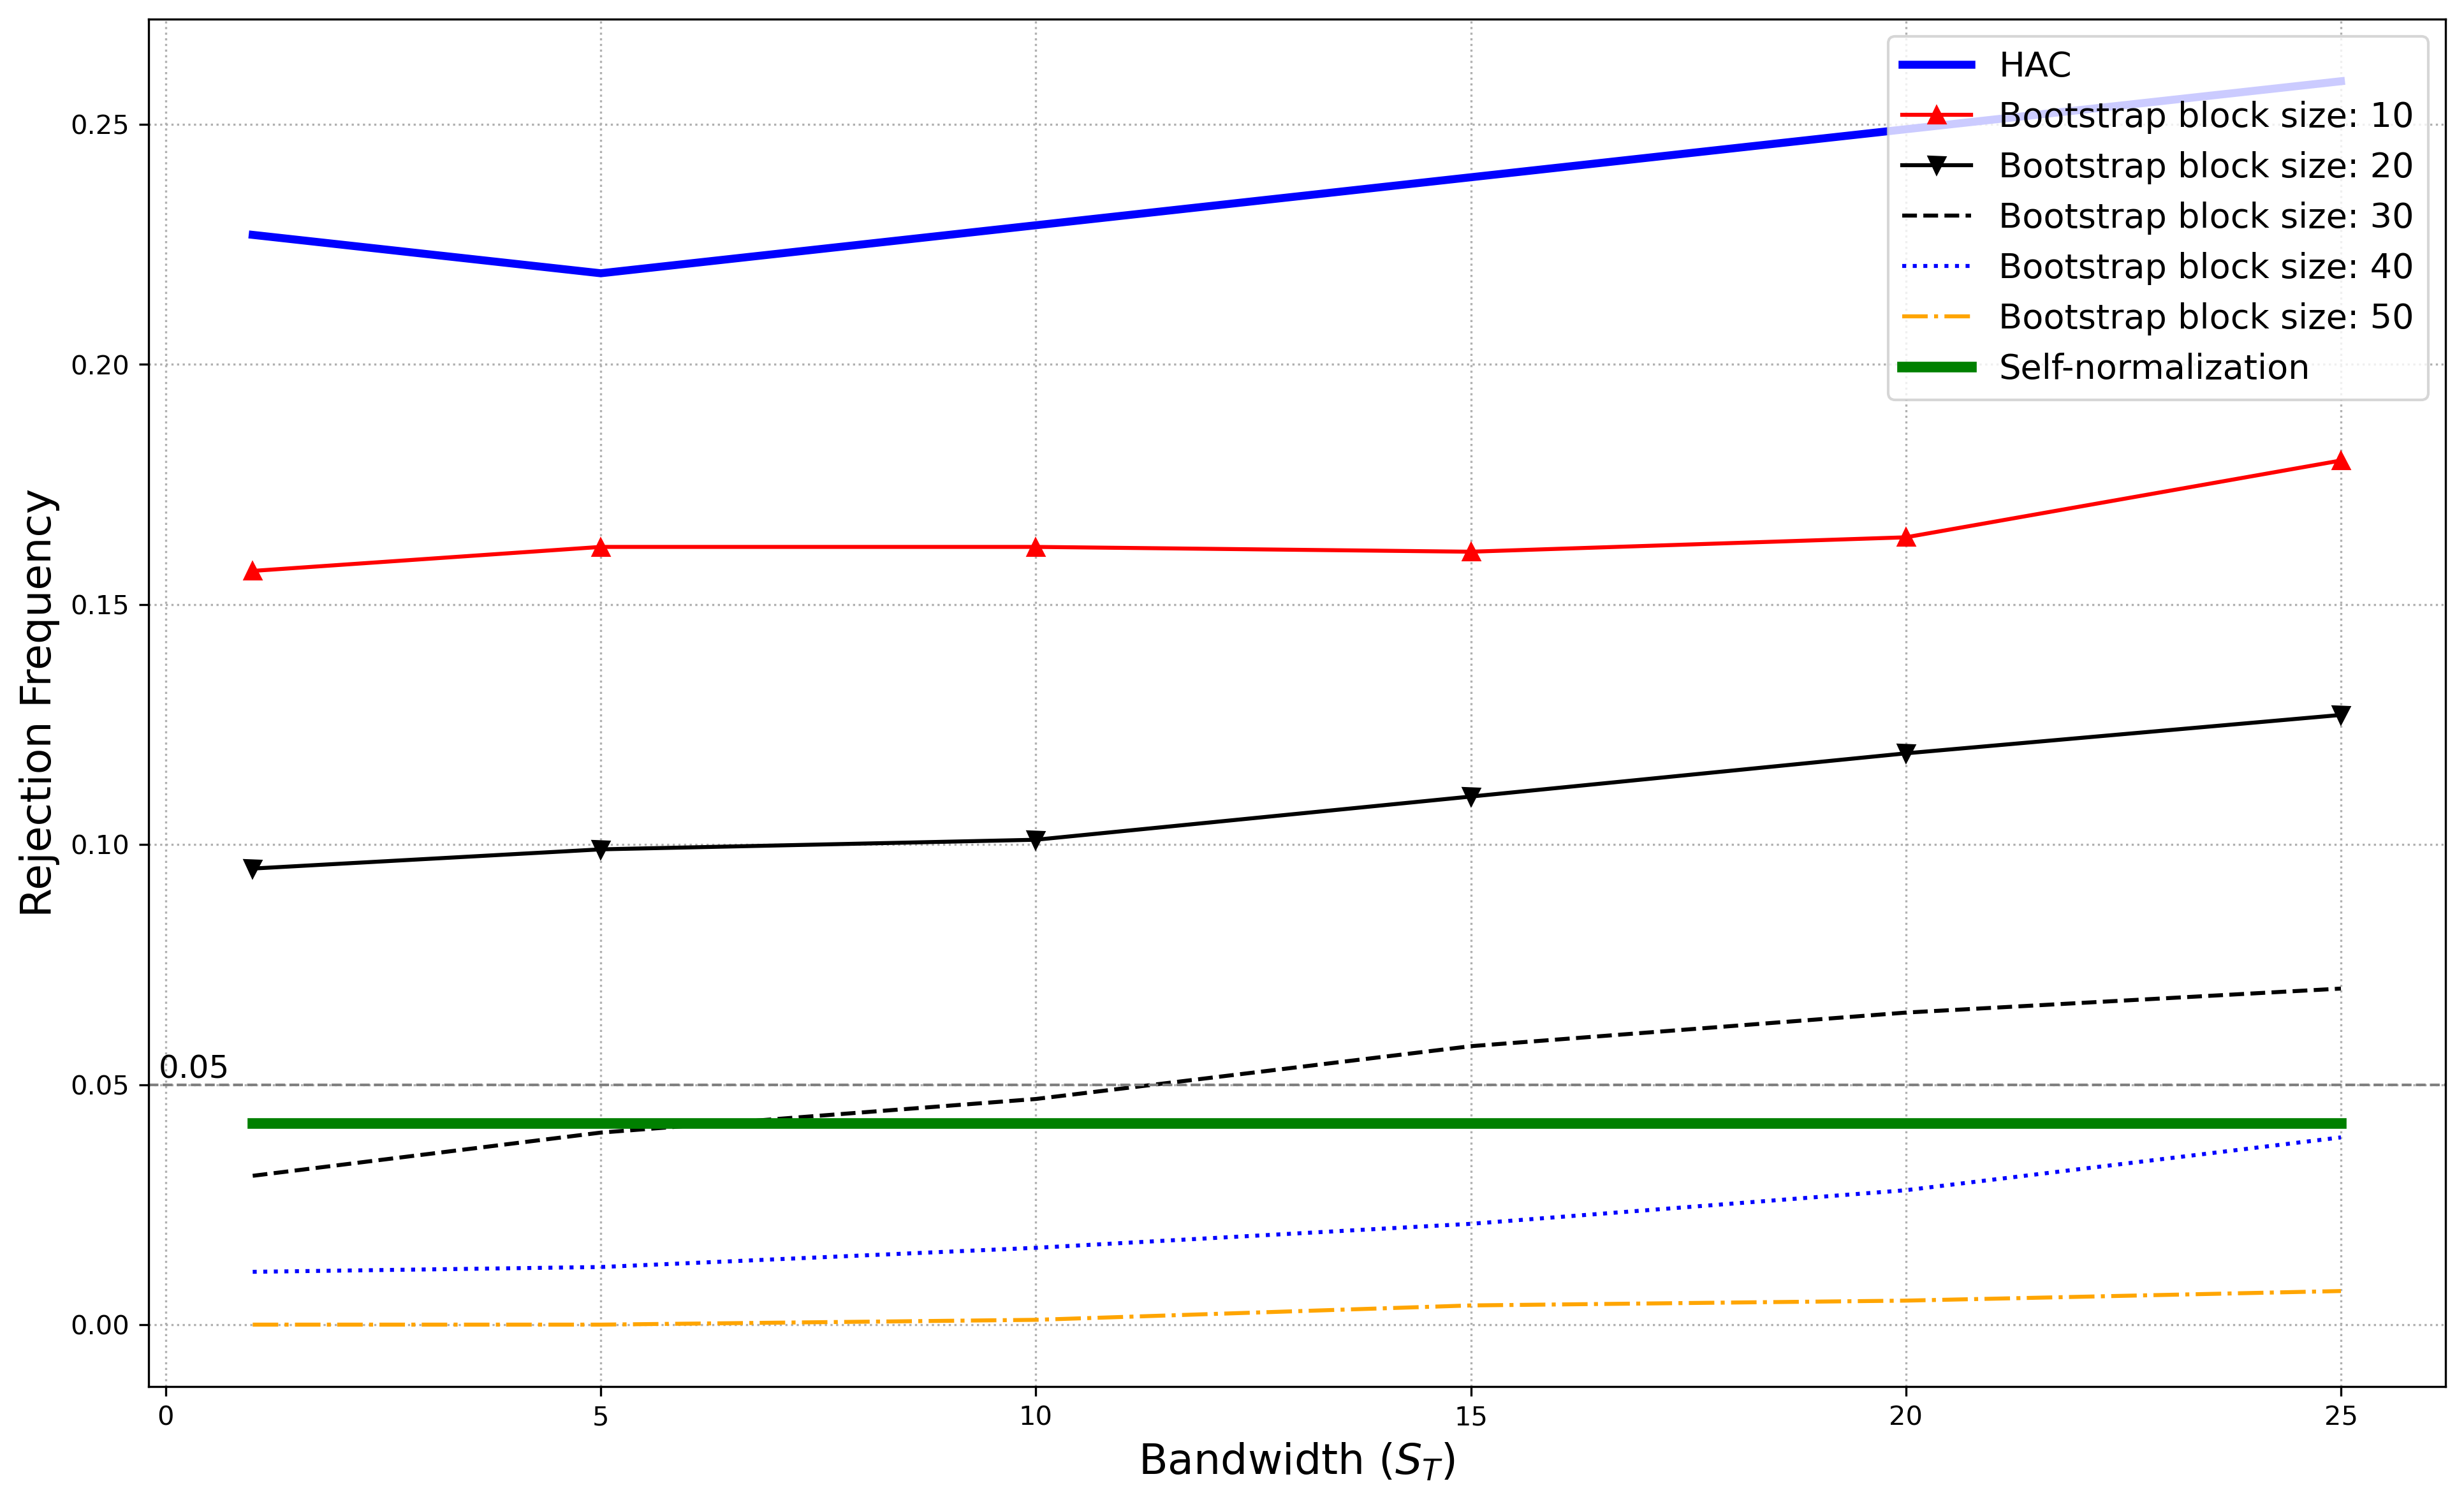 HAC
Bootstrap block size: 10
Bootstrap block size: 20
Bootstrap block size: 30
Bootstrap block size: 40
Bootstrap block size: 50
Self-normalization
Rejection Frequency
0.25
0.20
0.15
0.10
0.05
0.05
0.00
0 5 10 15 20 25
Bandwidth (S_T)